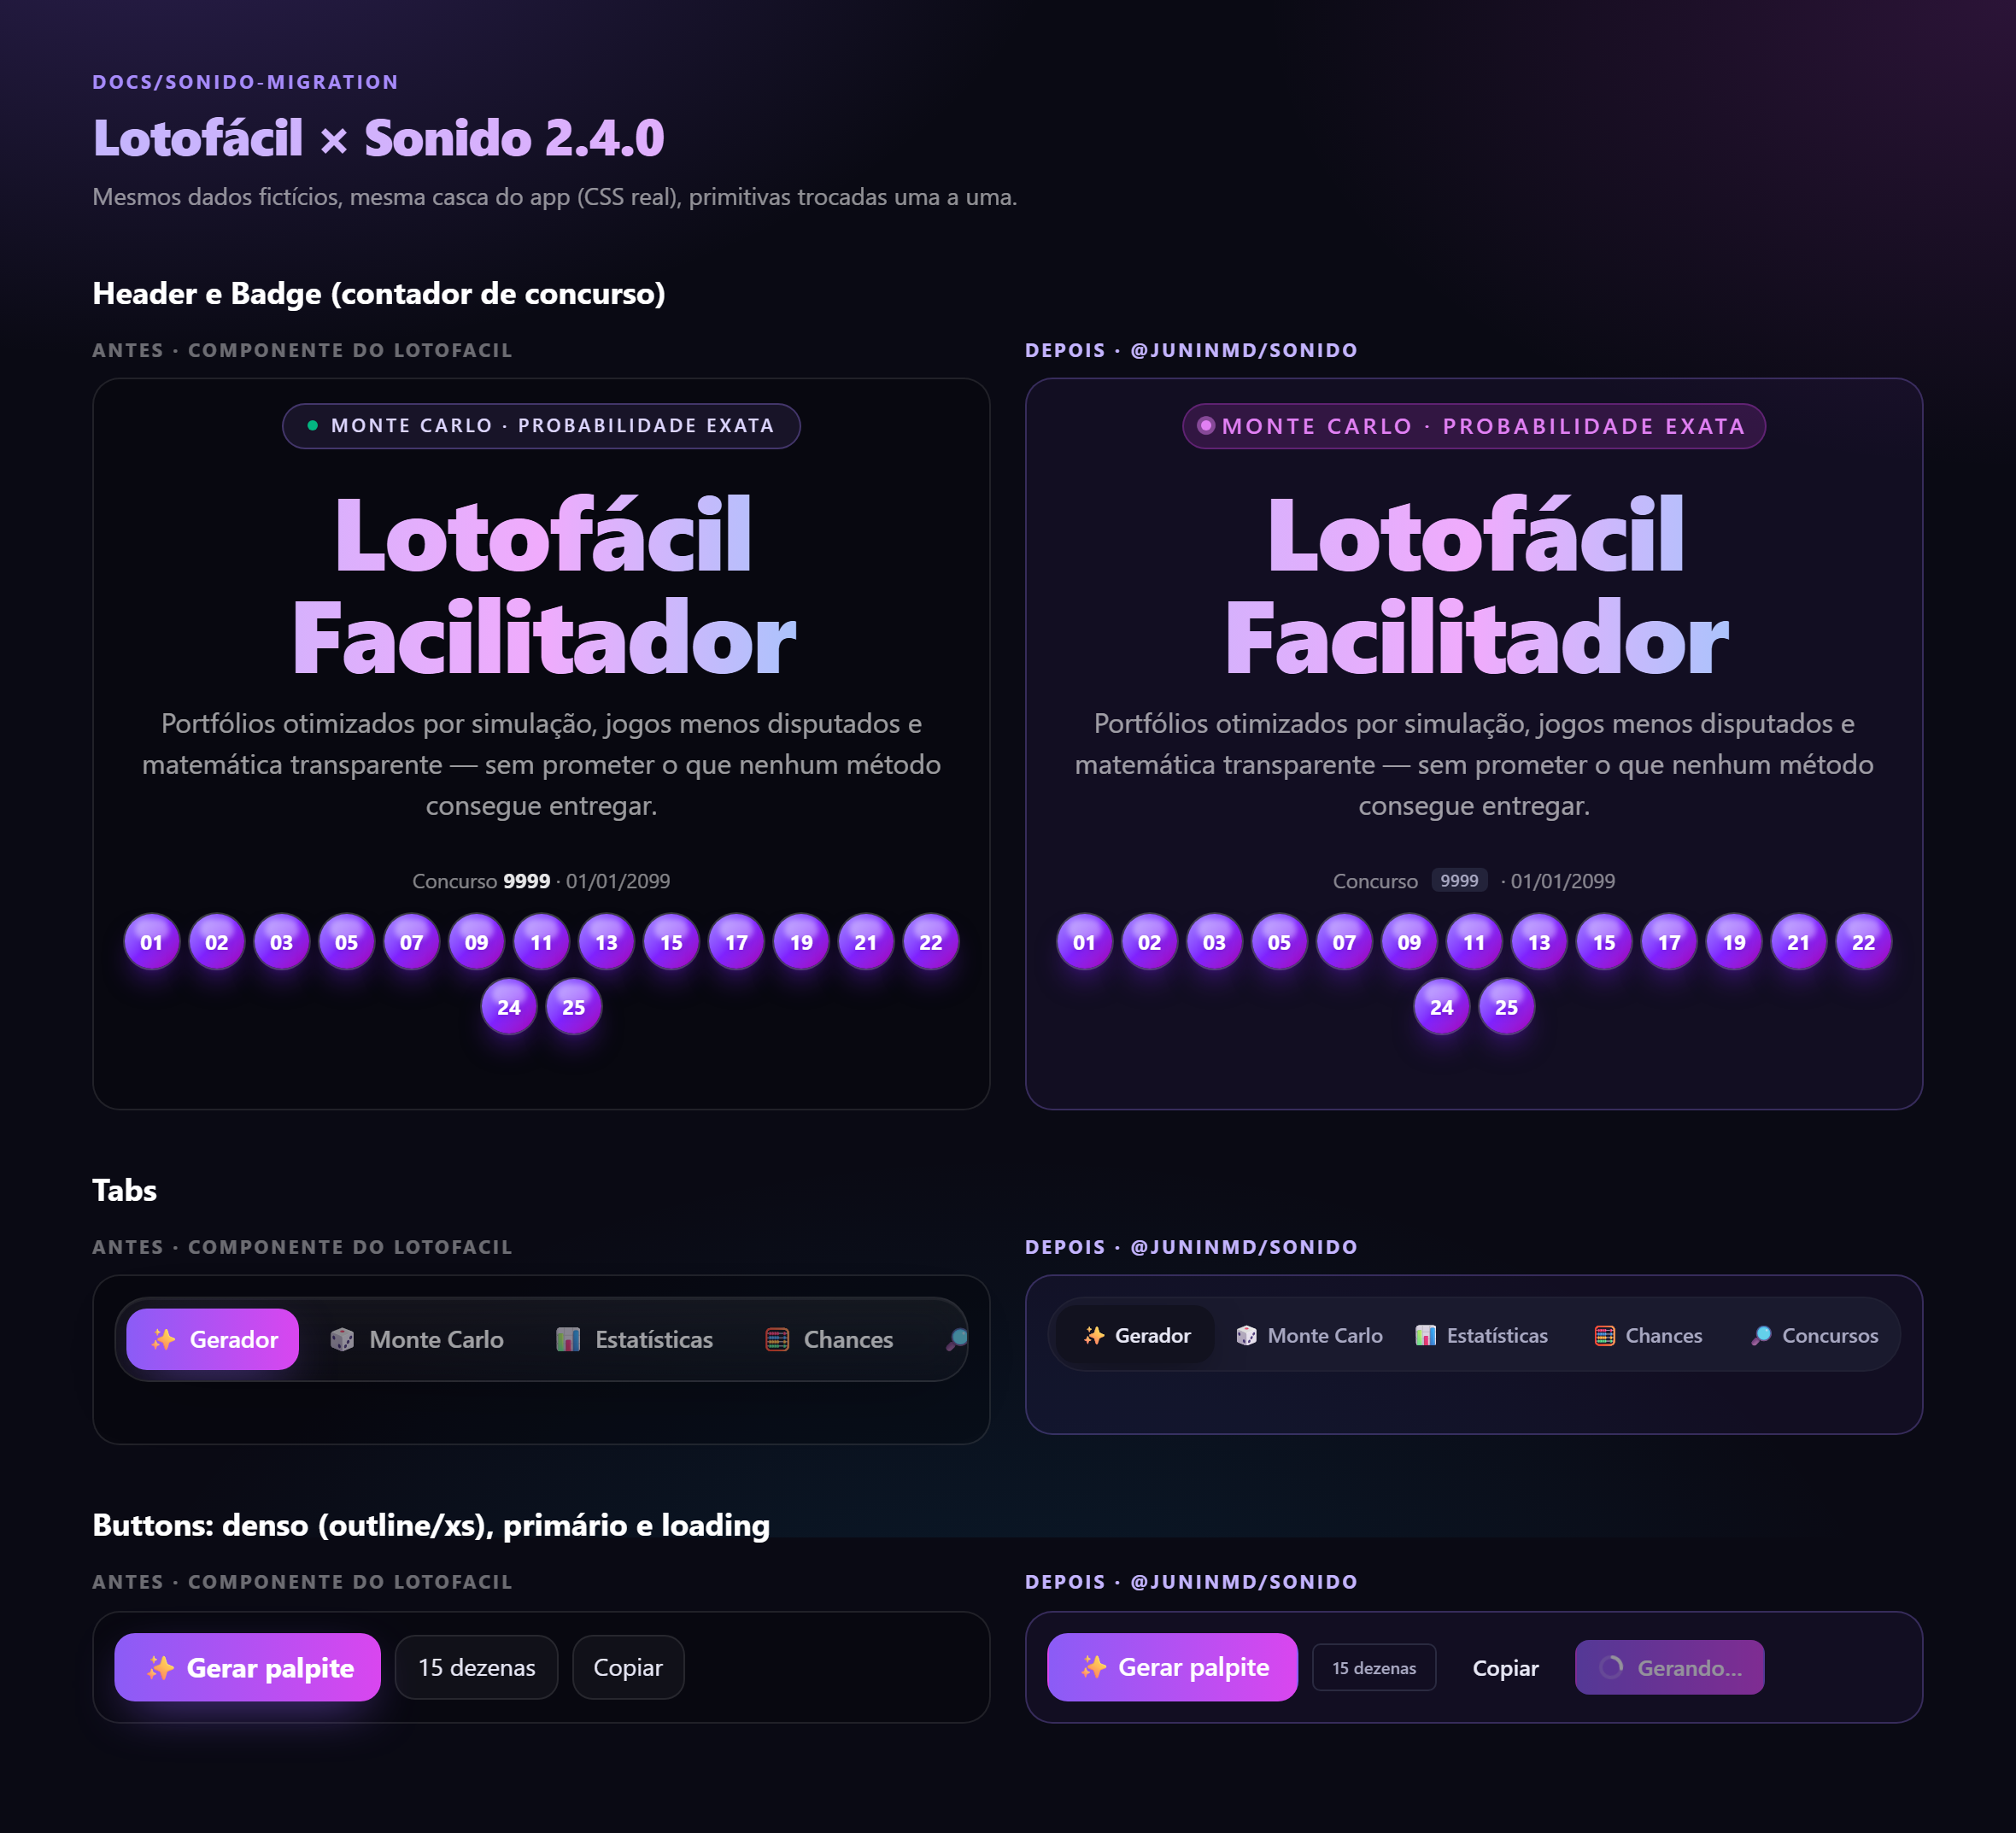 DOCS/SONIDO-MIGRATION
Lotofácil × Sonido 2.4.0
Mesmos dados fictícios, mesma casca do app (CSS real), primitivas trocadas uma a uma.
Header e Badge (contador de concurso)
ANTES · COMPONENTE DO LOTOFACIL
MONTE CARLO · PROBABILIDADE EXATA
Lotofácil
Facilitador
Portfólios otimizados por simulação, jogos menos disputados e
matemática transparente — sem prometer o que nenhum método
consegue entregar.
Concurso 9999 · 01/01/2099
01 02 03 05 07 09 11 13 15 17 19 21 22
24 25
DEPOIS · @JUNINMD/SONIDO
MONTE CARLO · PROBABILIDADE EXATA
Lotofácil
Facilitador
Portfólios otimizados por simulação, jogos menos disputados e
matemática transparente — sem prometer o que nenhum método
consegue entregar.
Concurso 9999 · 01/01/2099
01 02 03 05 07 09 11 13 15 17 19 21 22
24 25
Tabs
ANTES · COMPONENTE DO LOTOFACIL
Gerador Monte Carlo Estatísticas Chances
DEPOIS · @JUNINMD/SONIDO
Gerador Monte Carlo Estatísticas Chances Concursos
Buttons: denso (outline/xs), primário e loading
ANTES · COMPONENTE DO LOTOFACIL
Gerar palpite 15 dezenas Copiar
DEPOIS · @JUNINMD/SONIDO
Gerar palpite 15 dezenas Copiar Gerando...